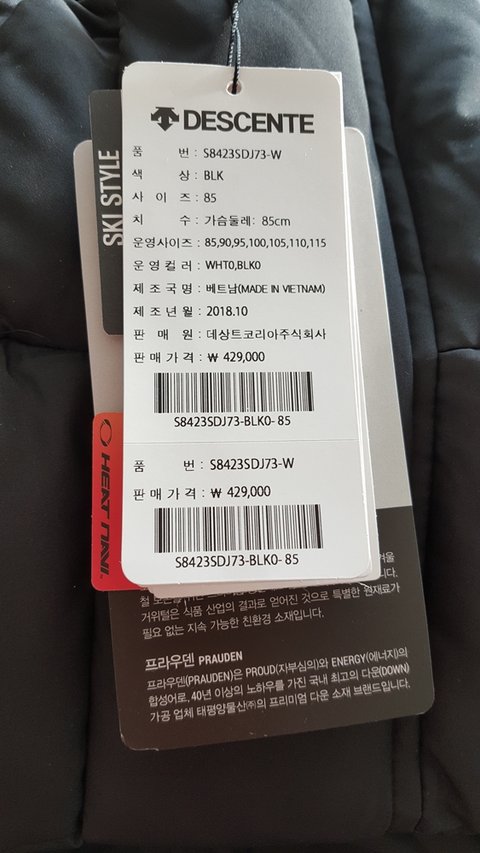 DESCENTE
품 번 : S8423SDJ73-W
색 상 : BLK
사 이 즈 : 85
치 수 : 가슴둘레: 85cm
운영사이즈 : 85,90,95,100,105,110,115
운 영 컬 러 : WHT0,BLK0
제 조 국 명 : 베트남(MADE IN VIETNAM)
제 조 년 월 : 2018.10
판 매 원 : 데상트코리아주식회사
판 매 가 격 : ₩ 429,000
S8423SDJ73-BLK0- 85
품 번 : S8423SDJ73-W
판 매 가 격 : ₩ 429,000
S8423SDJ73-BLK0- 85
SKI STYLE
HEAT NAVI
거위털은 식품 산업의 결과로 얻어진 것으로 특별한 원재료가
필요 없는 지속 가능한 친환경 소재입니다.
프라우덴 PRAUDEN
프라우덴(PRAUDEN)은 PROUD(자부심)와 ENERGY(에너지)의
합성어로, 40년 이상의 노하우를 가진 국내 최고의 다운(DOWN)
가공 업체 태평양물산㈜의 프리미엄 다운 소재 브랜드입니다.